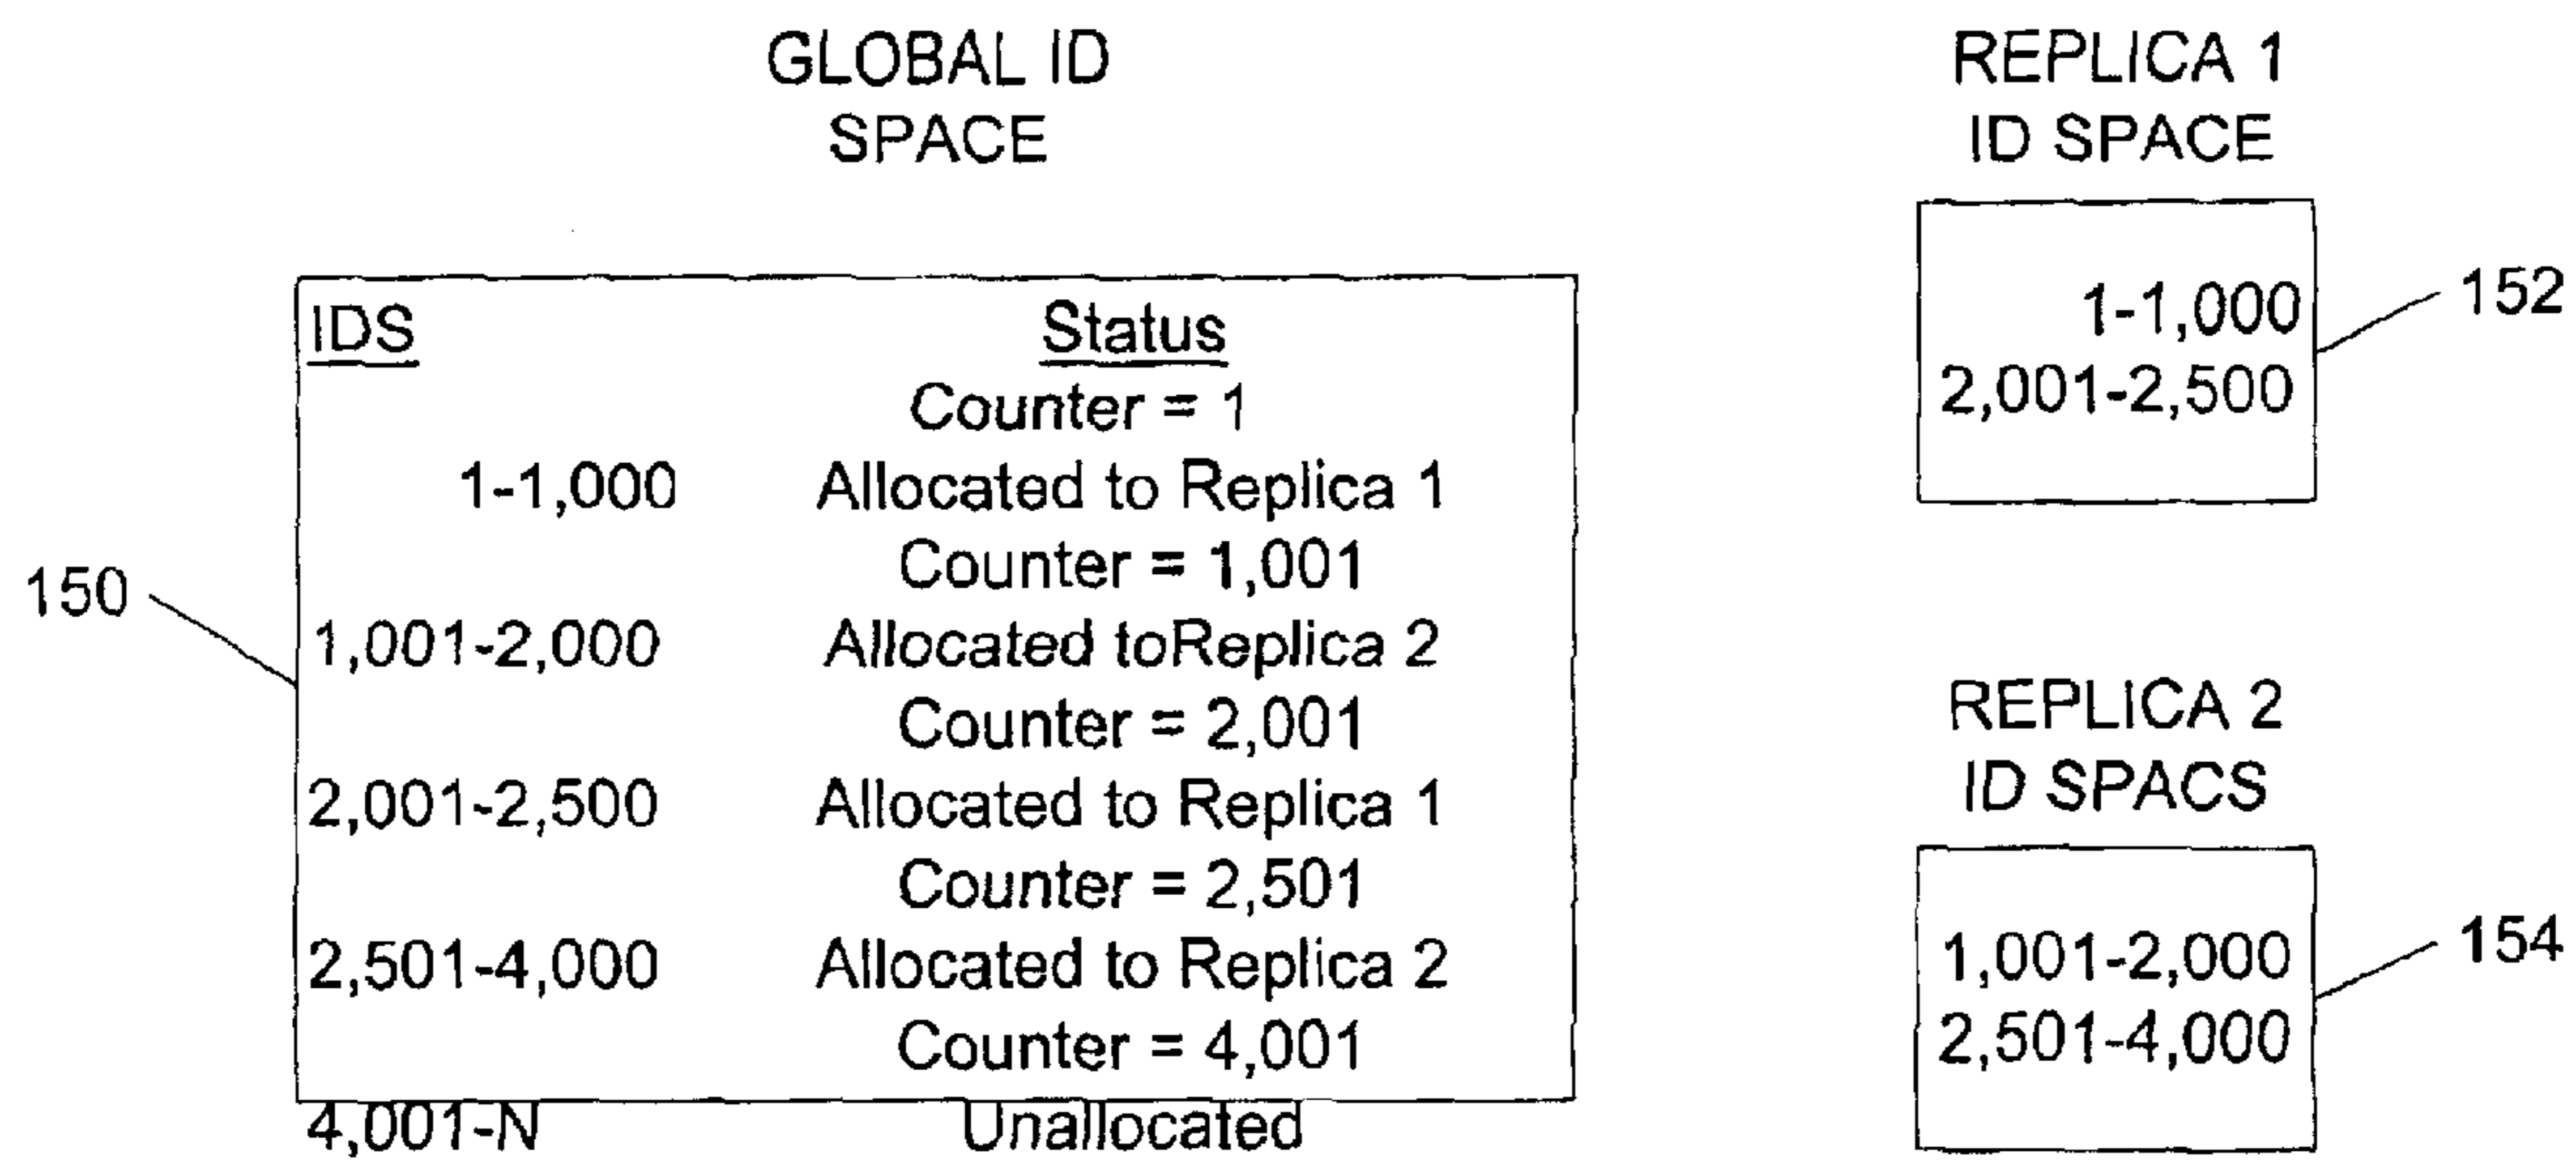 GLOBAL ID
SPACE
IDS Status
Counter = 1
1-1,000 Allocated to Replica 1
Counter = 1,001
1,001-2,000 Allocated toReplica 2
Counter = 2,001
2,001-2,500 Allocated to Replica 1
Counter = 2,501
2,501-4,000 Allocated to Replica 2
Counter = 4,001
4,001-N Unallocated
150
REPLICA 1
ID SPACE
1-1,000
2,001-2,500
152
REPLICA 2
ID SPACS
1,001-2,000
2,501-4,000
154